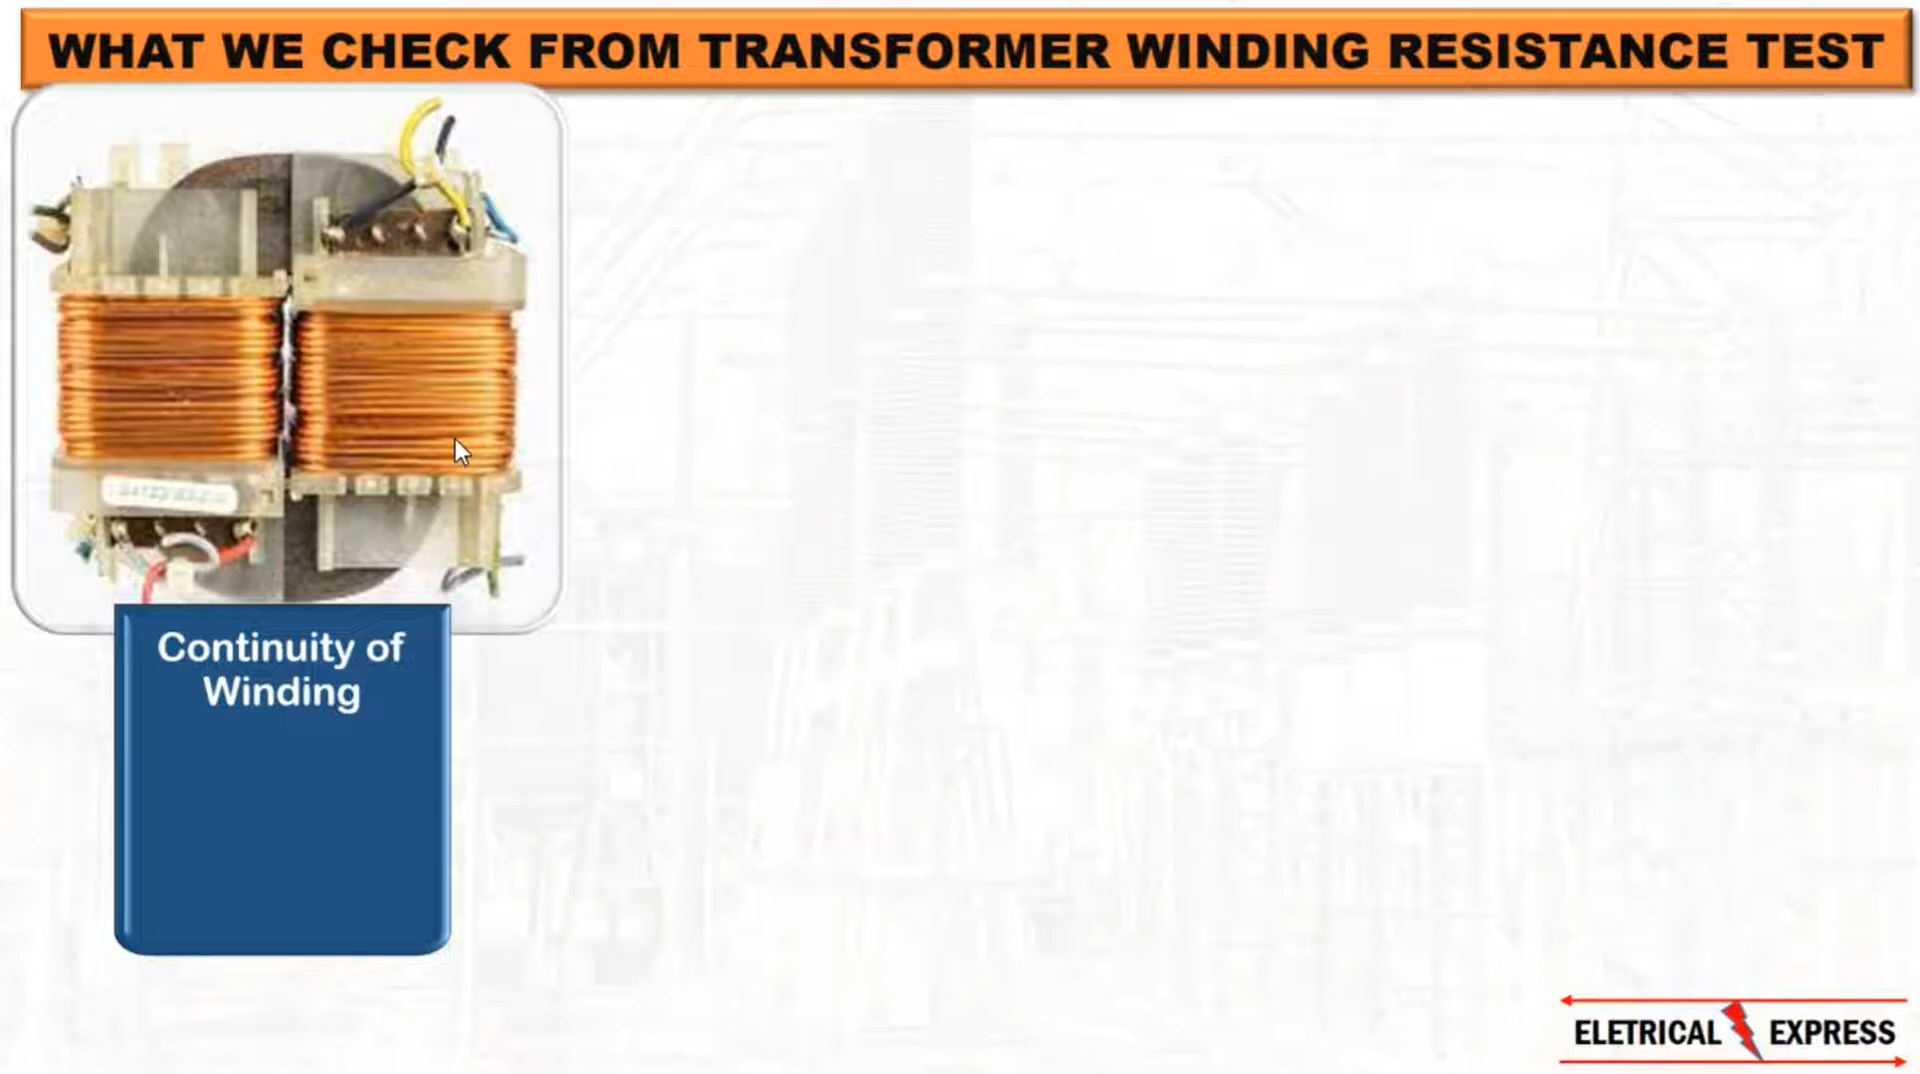 WHAT WE CHECK FROM TRANSFORMER WINDING RESISTANCE TEST
Continuity of
Winding
ELETRICAL EXPRESS